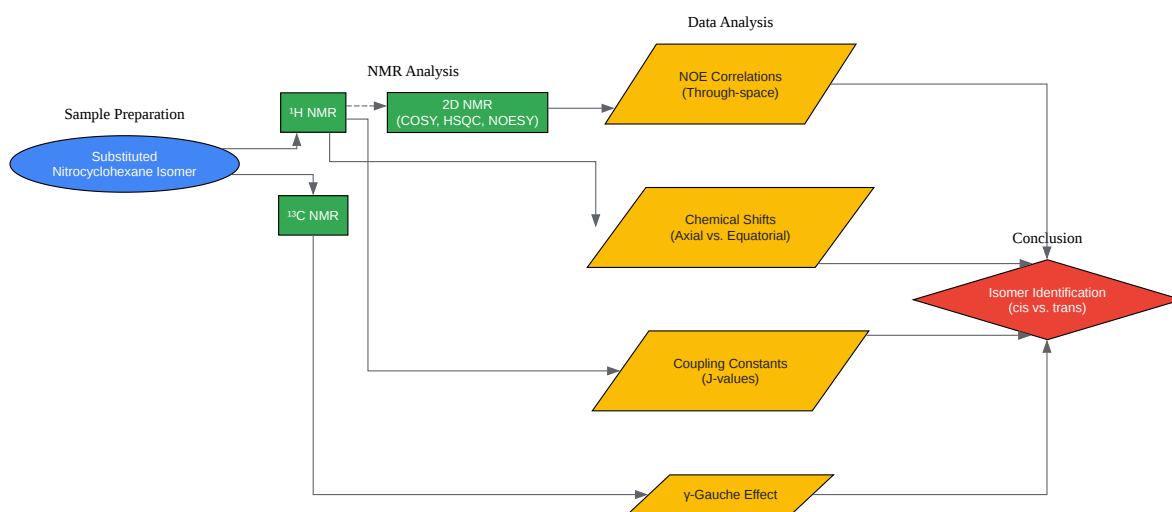 Sample Preparation
Substituted
Nitrocyclohexane Isomer
NMR Analysis
¹H NMR
2D NMR
(COSY, HSQC, NOESY)
¹³C NMR
Data Analysis
NOE Correlations
(Through-space)
Chemical Shifts
(Axial vs. Equatorial)
Coupling Constants
(J-values)
γ-Gauche Effect
Conclusion
Isomer Identification
(cis vs. trans)